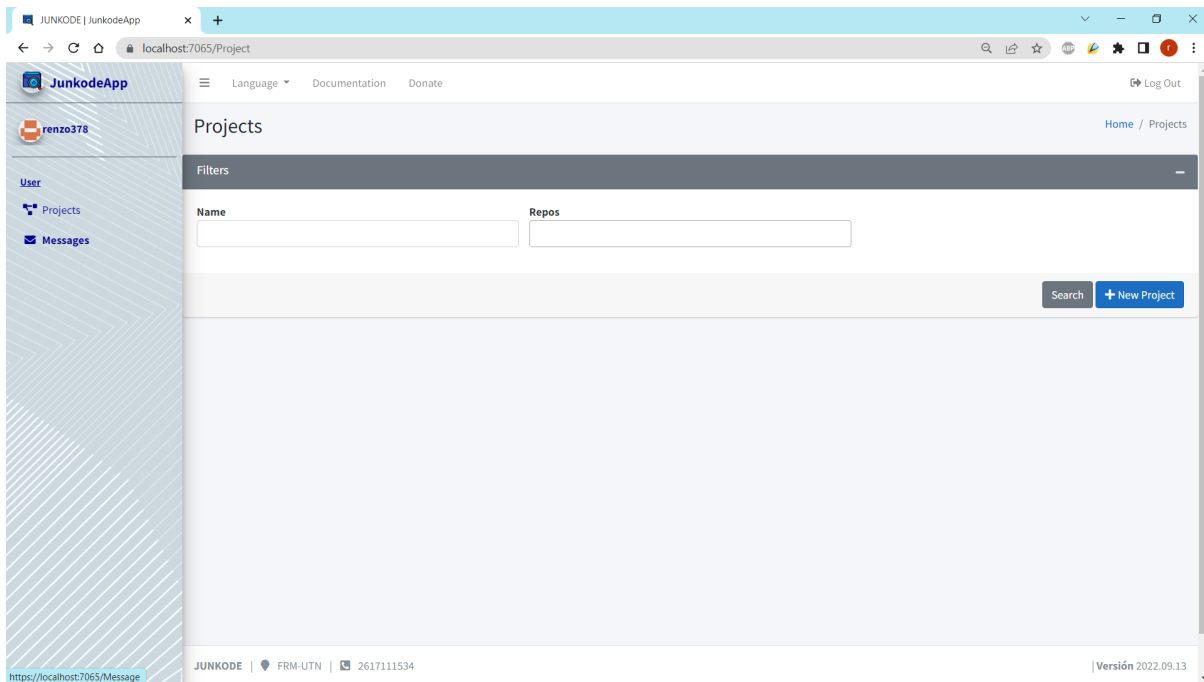 JUNKODE | JunkodeApp
localhost:7065/Project
ABP
r
JunkodeApp
Language
Documentation
Donate
Log Out
renzo378
Projects
Home / Projects
User
Projects
Messages
Filters
Name
Repos
Search
New Project
JUNKODE | FRM-UTN | 2617111534
| Versión 2022.09.13
https://localhost:7065/Message